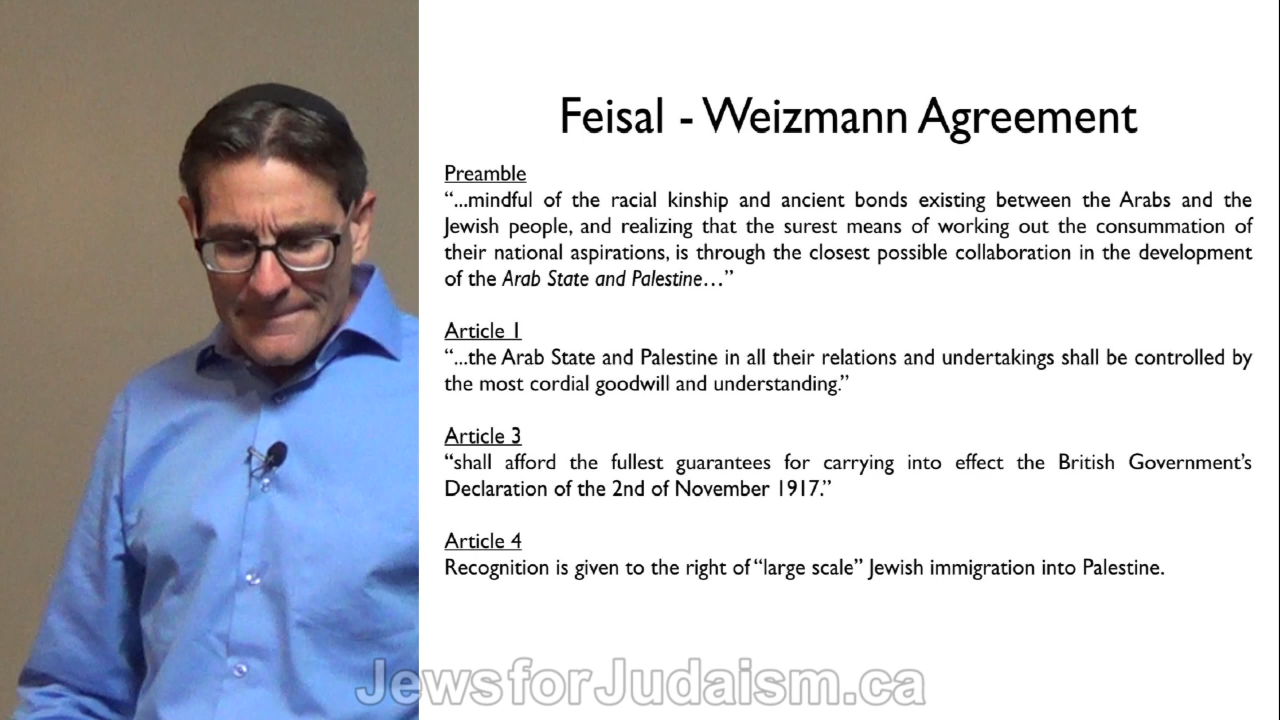 Feisal - Weizmann Agreement
Preamble
“...mindful of the racial kinship and ancient bonds existing between the Arabs and the
Jewish people, and realizing that the surest means of working out the consummation of
their national aspirations, is through the closest possible collaboration in the development
of the Arab State and Palestine…”
Article 1
“...the Arab State and Palestine in all their relations and undertakings shall be controlled by
the most cordial goodwill and understanding.”
Article 3
“shall afford the fullest guarantees for carrying into effect the British Government’s
Declaration of the 2nd of November 1917.”
Article 4
Recognition is given to the right of “large scale” Jewish immigration into Palestine.
JewsforJudaism.ca